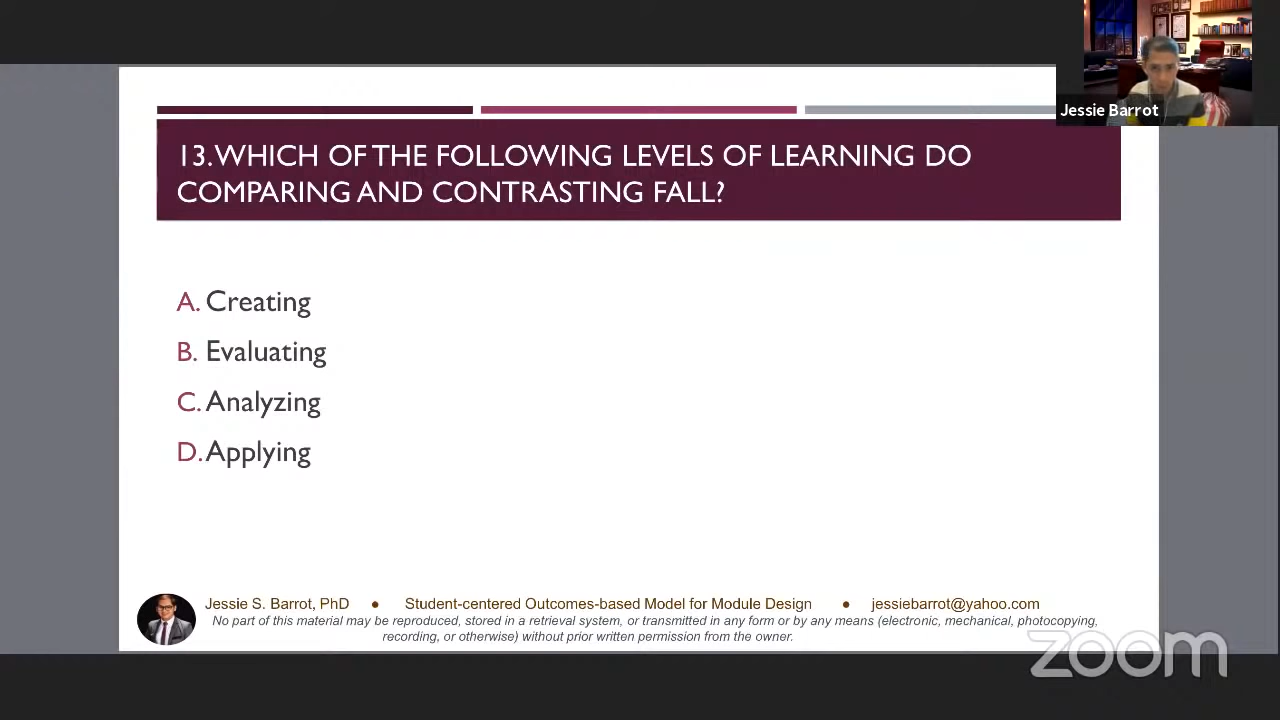 Jessie Barrot
13. WHICH OF THE FOLLOWING LEVELS OF LEARNING DO
COMPARING AND CONTRASTING FALL?
A. Creating
B. Evaluating
C. Analyzing
D. Applying
Jessie S. Barrot, PhD ● Student-centered Outcomes-based Model for Module Design ● jessiebarrot@yahoo.com
No part of this material may be reproduced, stored in a retrieval system, or transmitted in any form or by any means (electronic, mechanical, photocopying,
recording, or otherwise) without prior written permission from the owner.
zoom